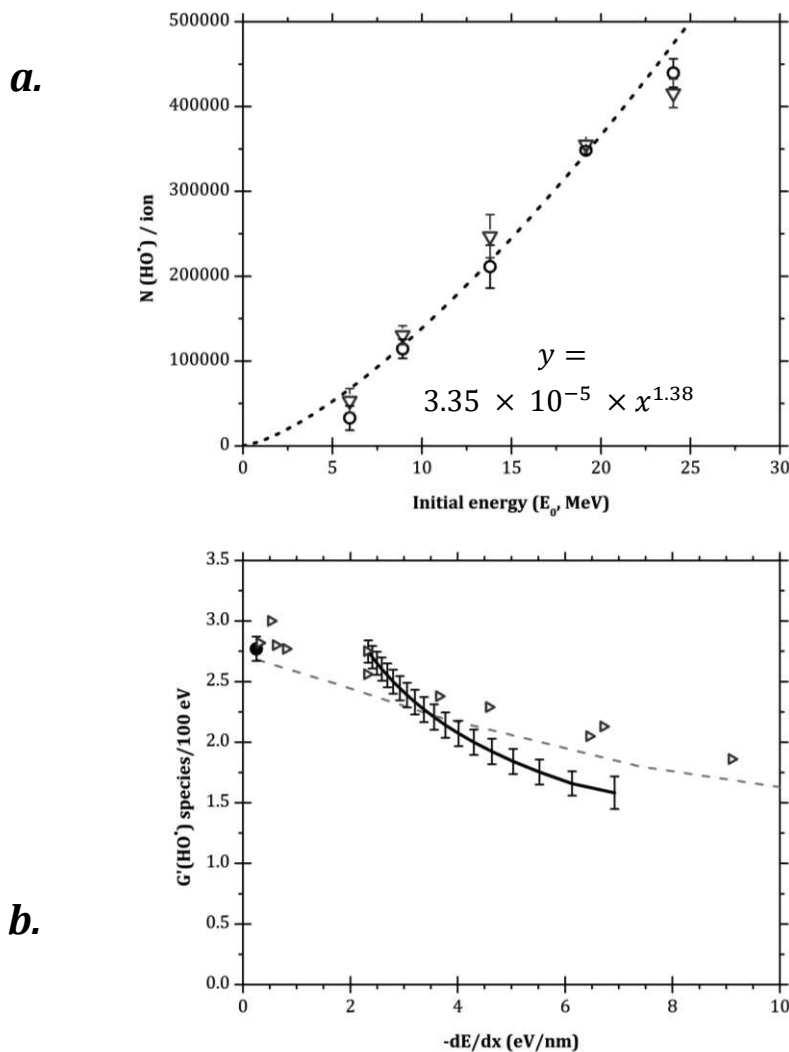 a.
500000
400000
300000
200000
100000
0
N (HO˙) / ion
y =
3.35 × 10⁻⁵ × x¹·³⁸
0 5 10 15 20 25 30
Initial energy (E₀, MeV)
3.5
3.0
2.5
2.0
1.5
1.0
0.5
0.0
G'(HO˙) species/100 eV
b.
0 2 4 6 8 10
-dE/dx (eV/nm)